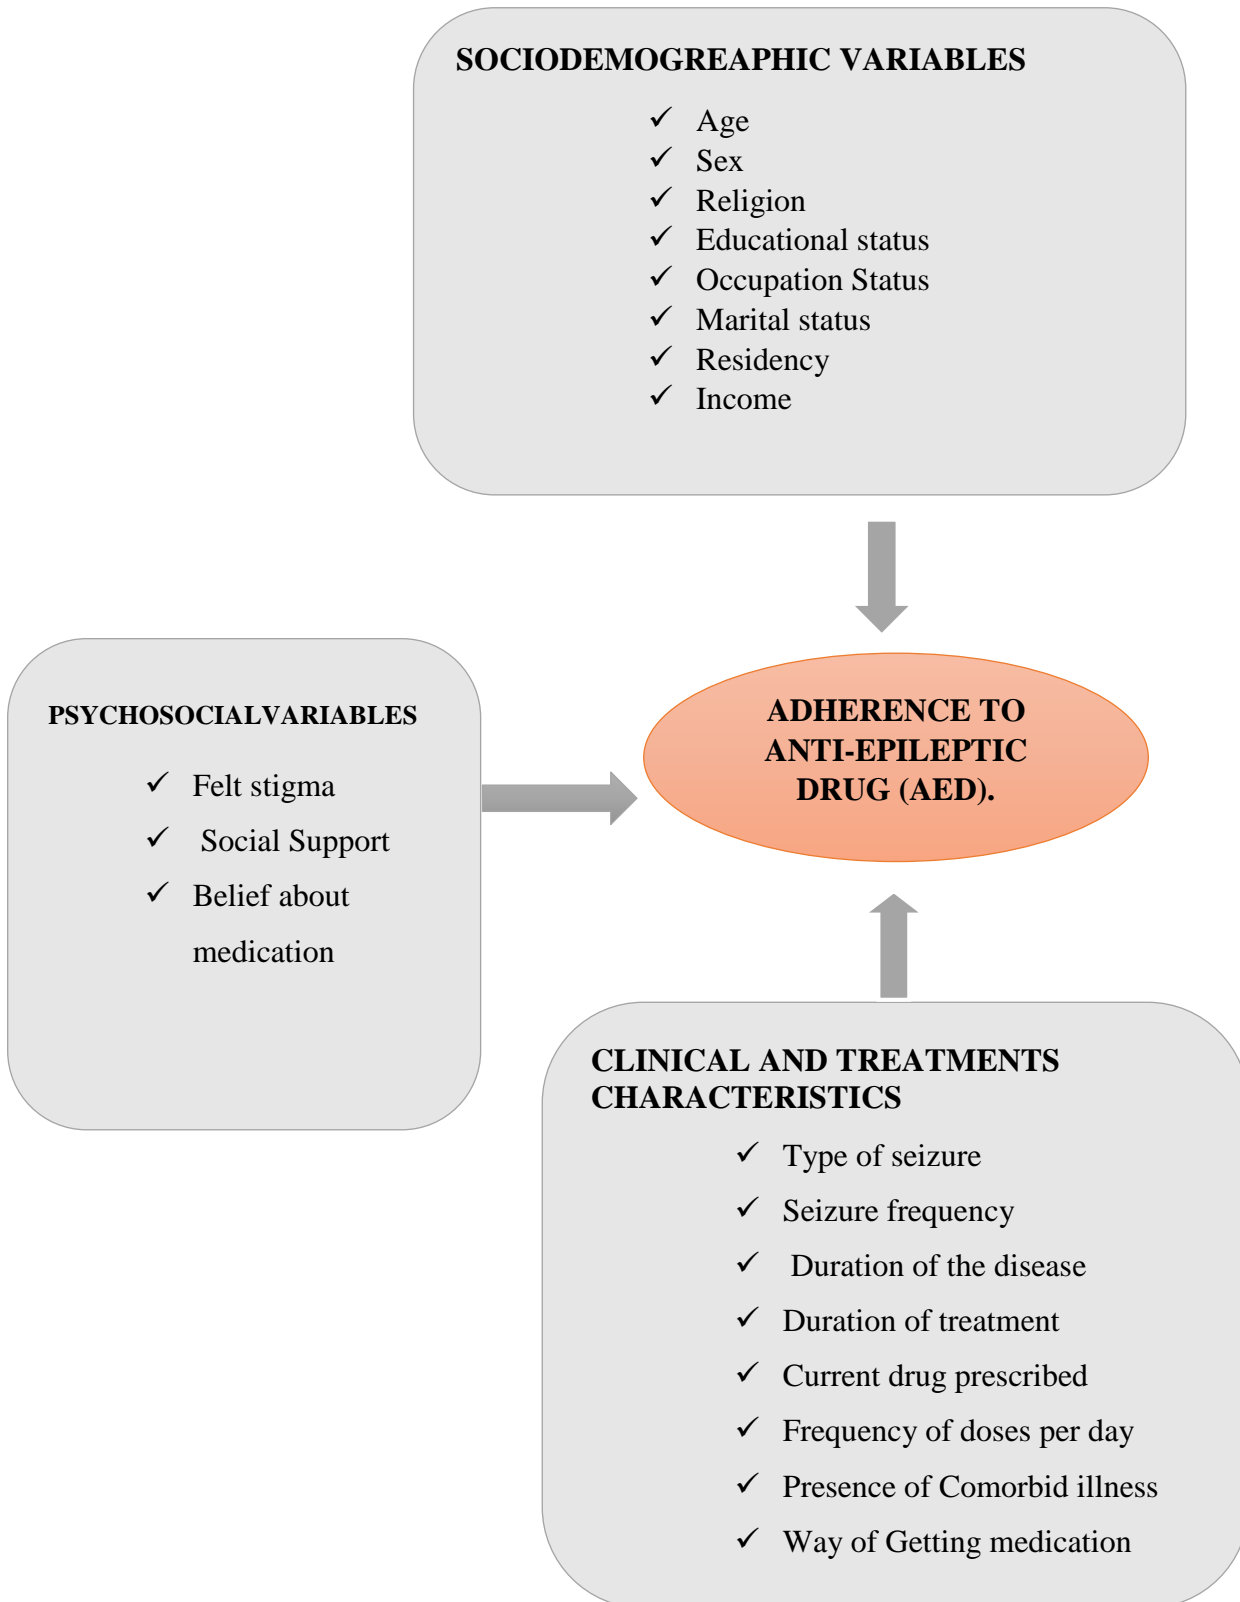 SOCIODEMOGREAPHIC VARIABLES
✓ Age
✓ Sex
✓ Religion
✓ Educational status
✓ Occupation Status
✓ Marital status
✓ Residency
✓ Income
PSYCHOSOCIALVARIABLES
✓ Felt stigma
✓ Social Support
✓ Belief about
medication
ADHERENCE TO
ANTI-EPILEPTIC
DRUG (AED).
CLINICAL AND TREATMENTS
CHARACTERISTICS
✓ Type of seizure
✓ Seizure frequency
✓ Duration of the disease
✓ Duration of treatment
✓ Current drug prescribed
✓ Frequency of doses per day
✓ Presence of Comorbid illness
✓ Way of Getting medication